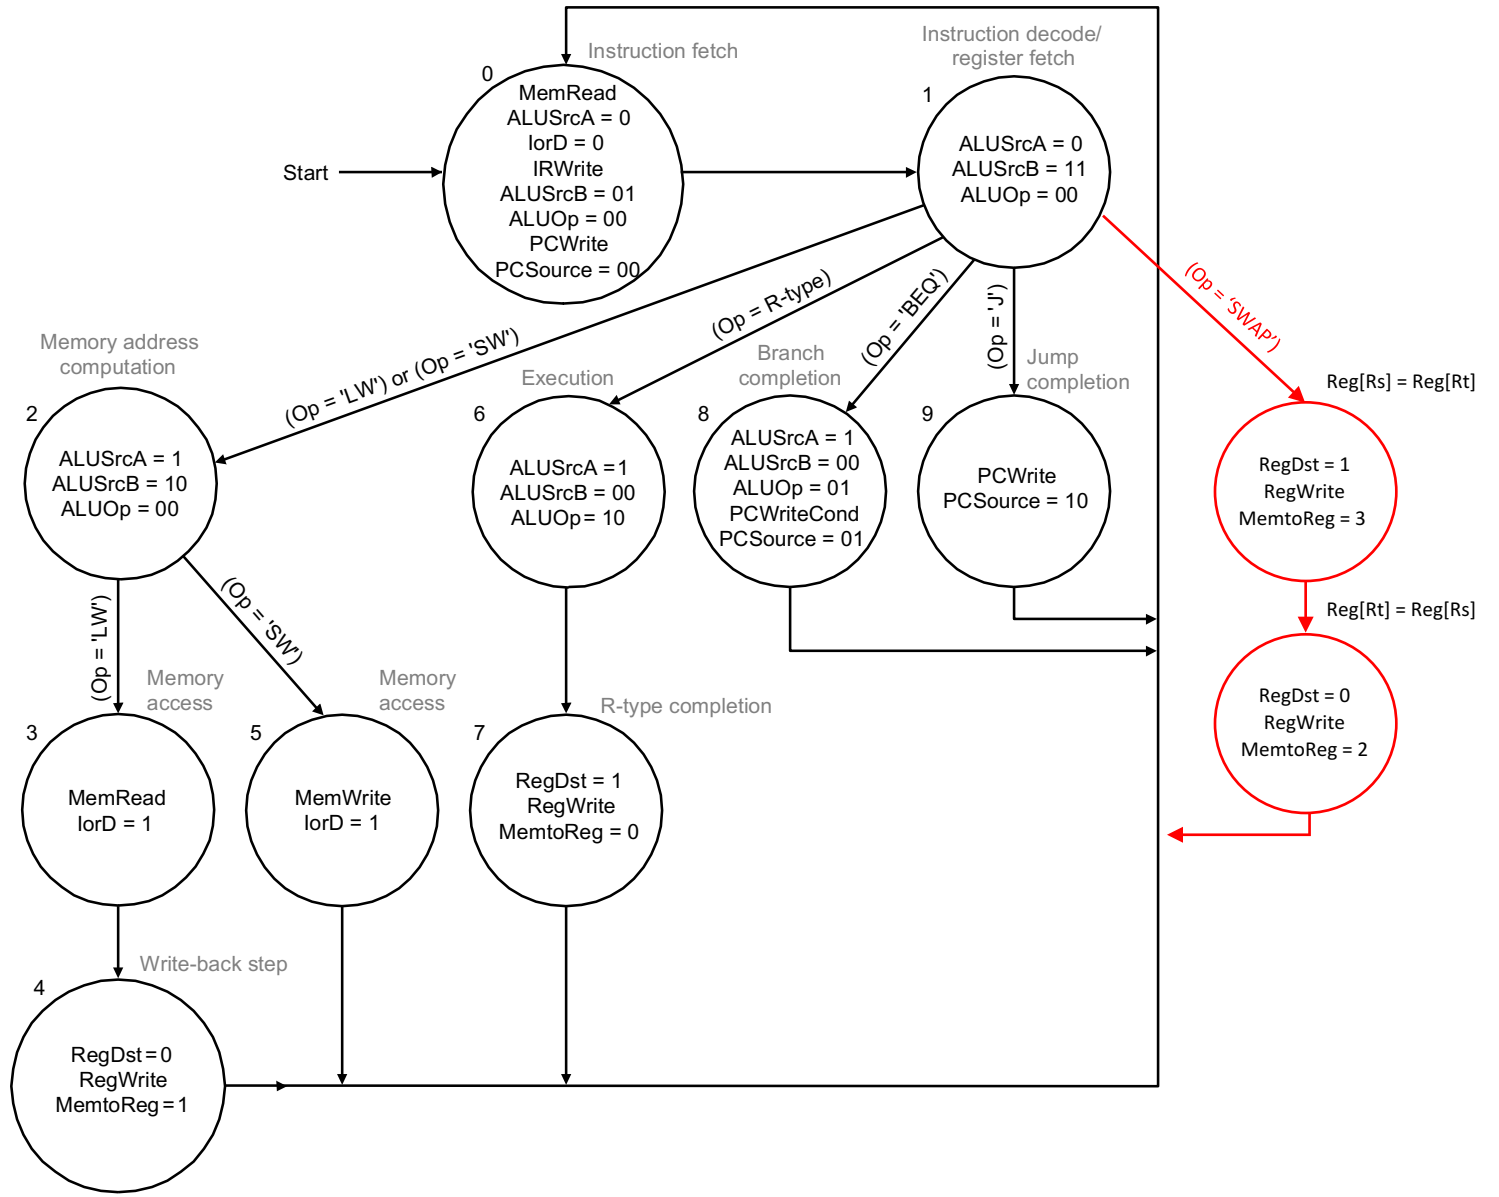 Instruction fetch
Instruction decode/
register fetch
0
MemRead
ALUSrcA = 0
IorD = 0
IRWrite
ALUSrcB = 01
ALUOp = 00
PCWrite
PCSource = 00
1
ALUSrcA = 0
ALUSrcB = 11
ALUOp = 00
Start
(Op = 'LW') or (Op = 'SW')
(Op = R-type)
(Op = 'BEQ')
(Op = 'J')
(Op = ‘SWAP’)
Memory address
computation
2
ALUSrcA = 1
ALUSrcB = 10
ALUOp = 00
Execution
6
ALUSrcA =1
ALUSrcB = 00
ALUOp= 10
Branch
completion
8
ALUSrcA = 1
ALUSrcB = 00
ALUOp = 01
PCWriteCond
PCSource = 01
Jump
completion
9
PCWrite
PCSource = 10
Reg[Rs] = Reg[Rt]
RegDst = 1
RegWrite
MemtoReg = 3
Reg[Rt] = Reg[Rs]
RegDst = 0
RegWrite
MemtoReg = 2
(Op = 'LW')
(Op = 'SW')
Memory
access
3
MemRead
IorD = 1
Memory
access
5
MemWrite
IorD = 1
R-type completion
7
RegDst = 1
RegWrite
MemtoReg = 0
Write-back step
4
RegDst=0
RegWrite
MemtoReg=1